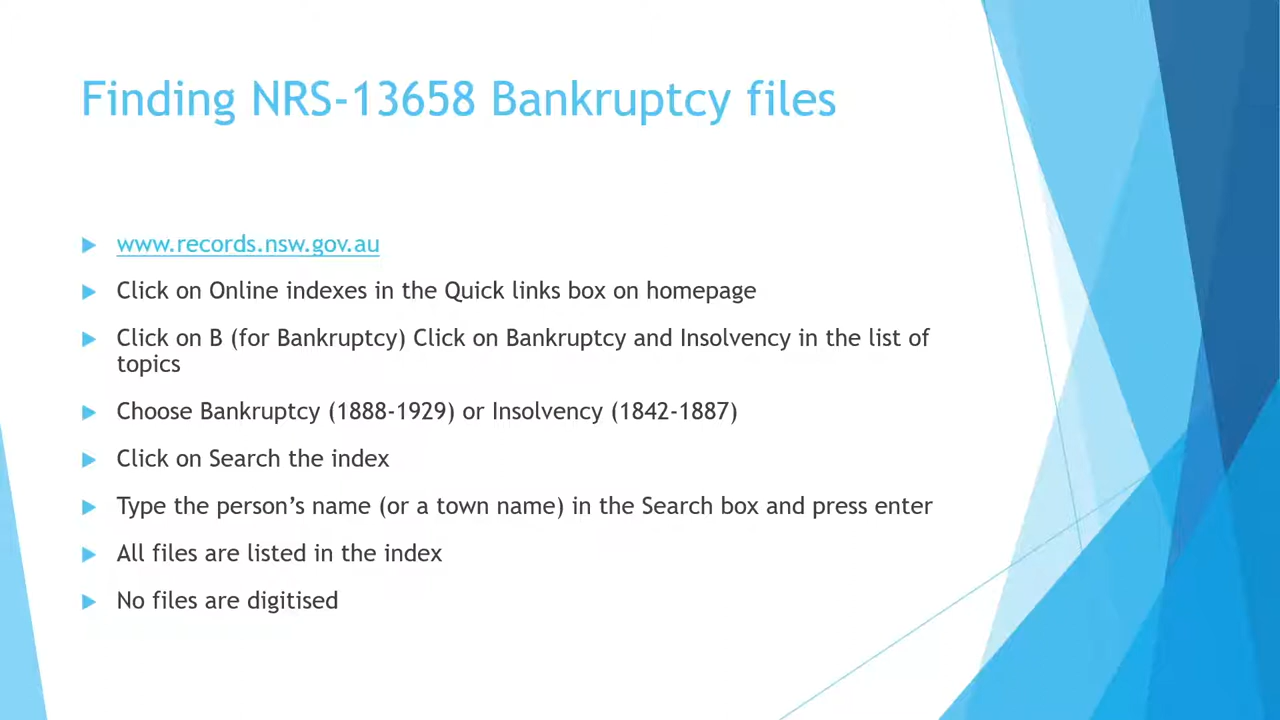 Finding NRS-13658 Bankruptcy files
www.records.nsw.gov.au
Click on Online indexes in the Quick links box on homepage
Click on B (for Bankruptcy) Click on Bankruptcy and Insolvency in the list of
topics
Choose Bankruptcy (1888-1929) or Insolvency (1842-1887)
Click on Search the index
Type the person’s name (or a town name) in the Search box and press enter
All files are listed in the index
No files are digitised